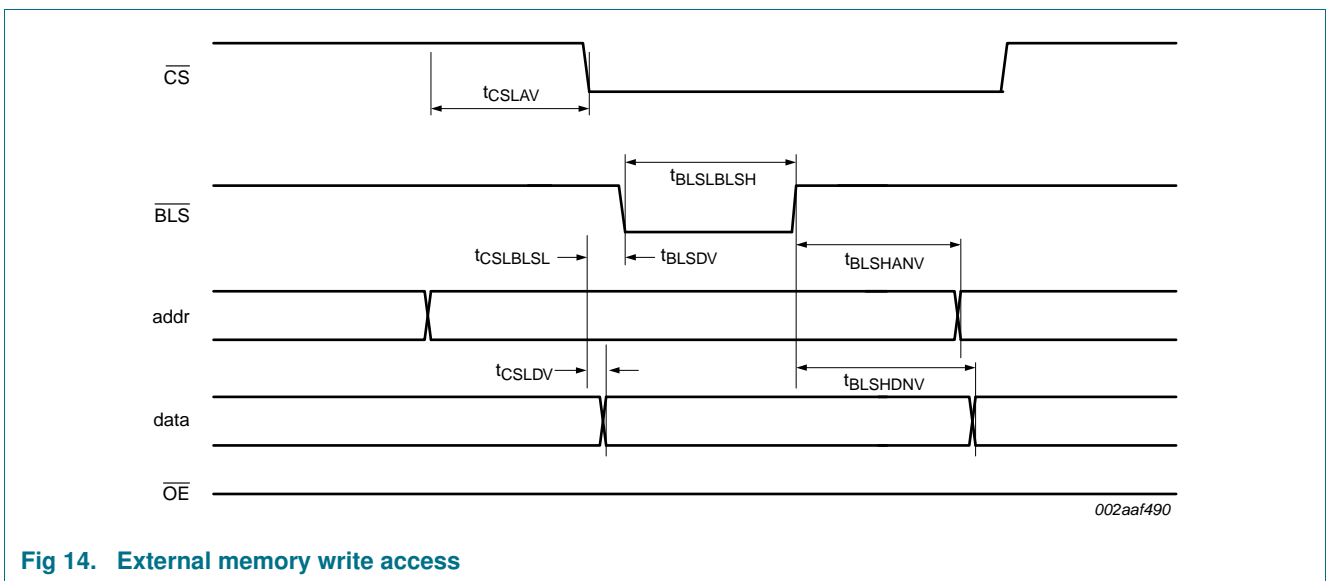 CS
tCSLAV
tBLSLBLSH
BLS
tCSLBLSL
tBLSDV
tBLSHANV
addr
tCSLDV
tBLSHDNV
data
OE
002aaf490
Fig 14. External memory write access